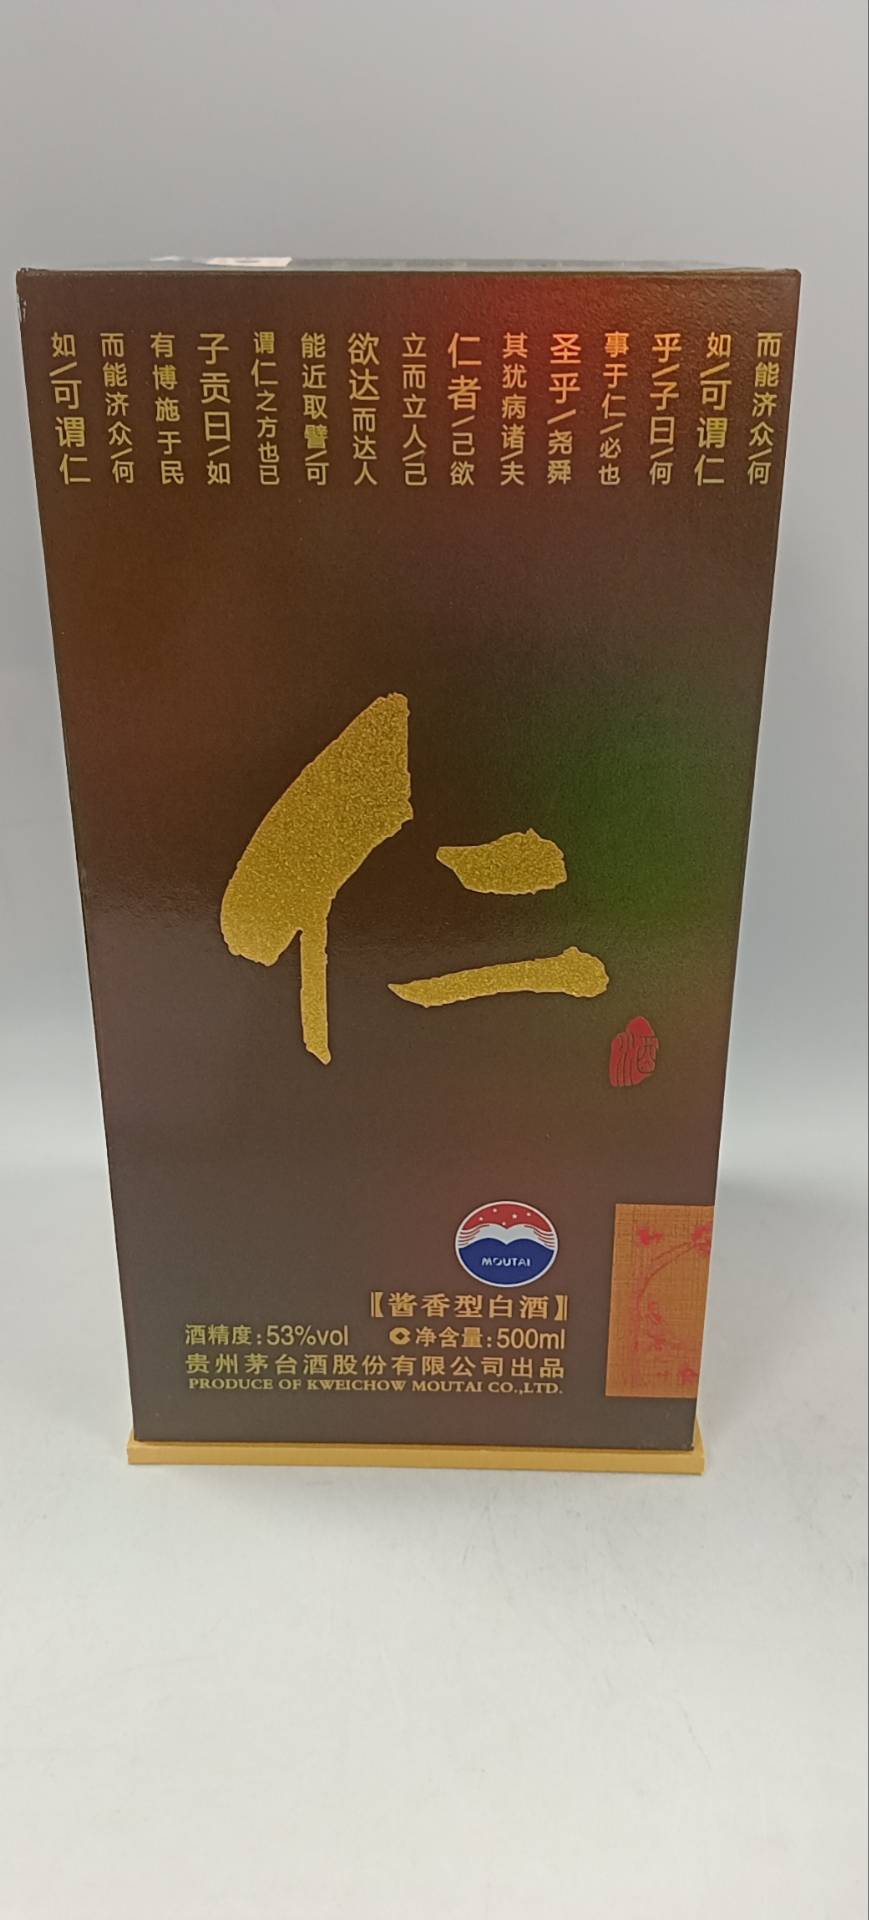 而能济众/何
如/可谓仁
乎/子曰/何
事于仁/必也
圣乎/尧舜
其犹病诸/夫
仁者/己欲
立而立人/己
欲达而达人
能近取譬/可
谓仁之方也已
子贡曰/如
有博施于民
而能济众/何
如/可谓仁
仁
酒
MOUTAI
【酱香型白酒】
酒精度:53%vol 净含量:500ml
贵州茅台酒股份有限公司出品
PRODUCE OF KWEICHOW MOUTAI CO.,LTD.